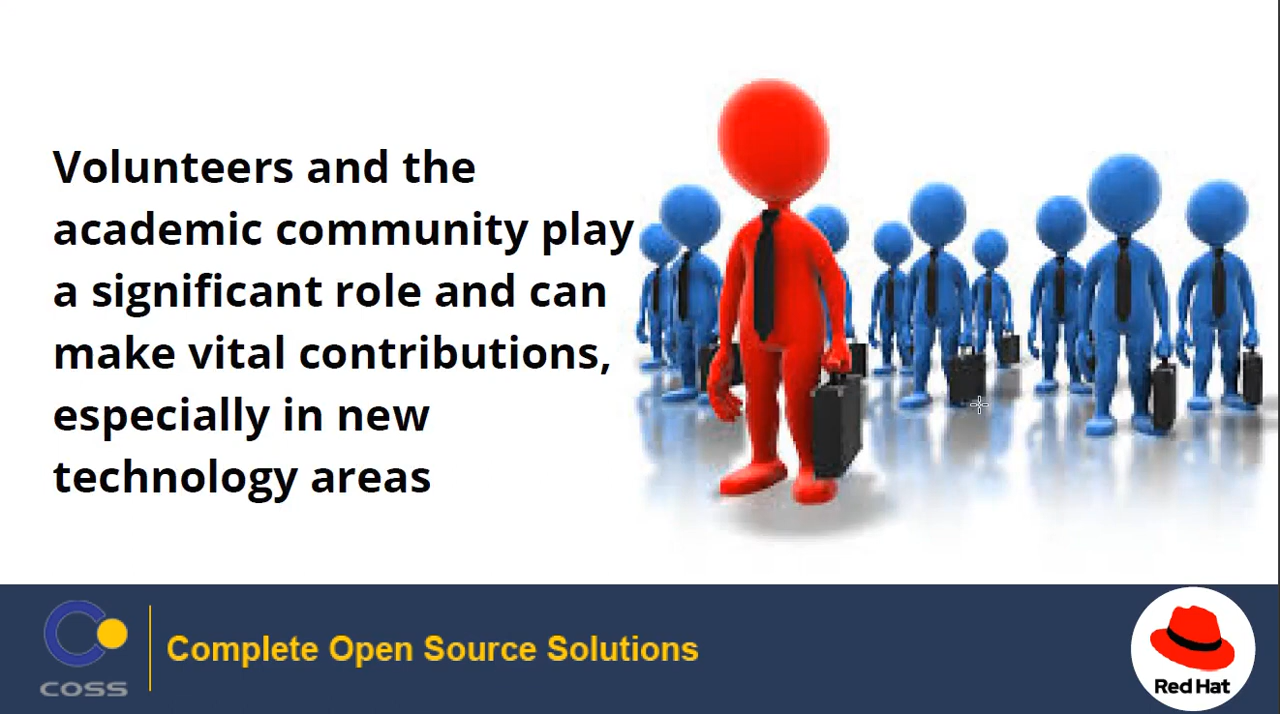 Volunteers and the
academic community play
a significant role and can
make vital contributions,
especially in new
technology areas
COSS
Complete Open Source Solutions
Red Hat